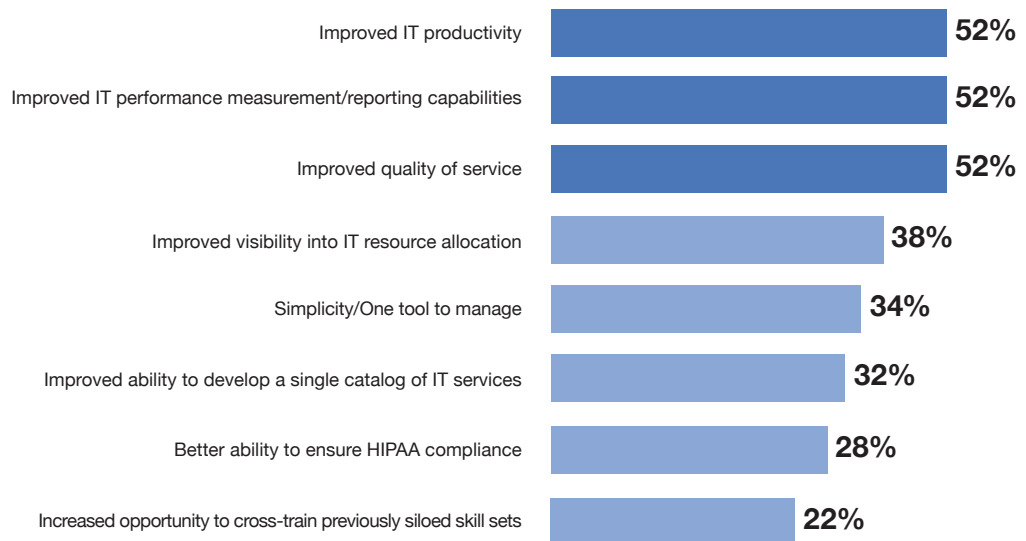 Improved IT productivity 52%
Improved IT performance measurement/reporting capabilities 52%
Improved quality of service 52%
Improved visibility into IT resource allocation 38%
Simplicity/One tool to manage 34%
Improved ability to develop a single catalog of IT services 32%
Better ability to ensure HIPAA compliance 28%
Increased opportunity to cross-train previously siloed skill sets 22%